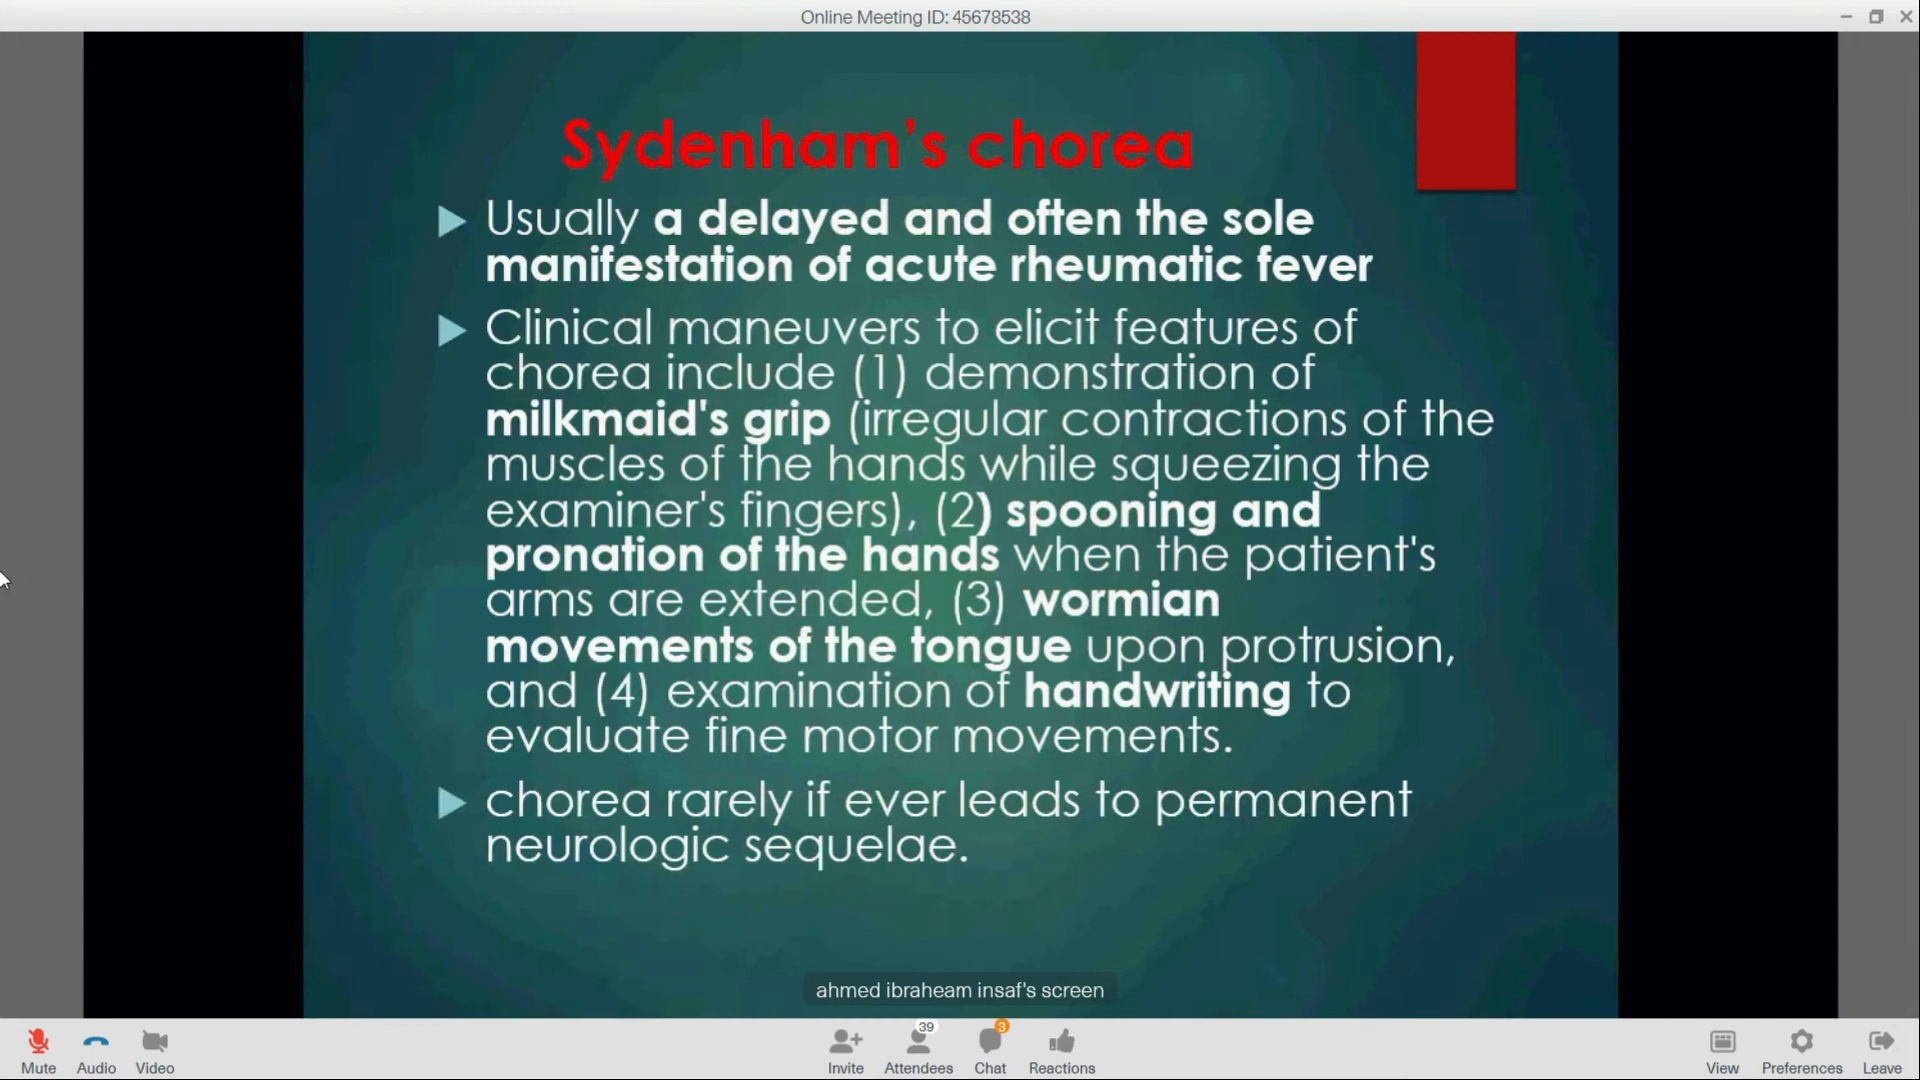 Online Meeting ID: 45678538
Sydenham's chorea
Usually a delayed and often the sole
manifestation of acute rheumatic fever
Clinical maneuvers to elicit features of
chorea include (1) demonstration of
milkmaid's grip (irregular contractions of the
muscles of the hands while squeezing the
examiner's fingers), (2) spooning and
pronation of the hands when the patient's
arms are extended, (3) wormian
movements of the tongue upon protrusion,
and (4) examination of handwriting to
evaluate fine motor movements.
chorea rarely if ever leads to permanent
neurologic sequelae.
ahmed ibraheam insaf's screen
39
3
Mute Audio Video Invite Attendees Chat Reactions View Preferences Leave